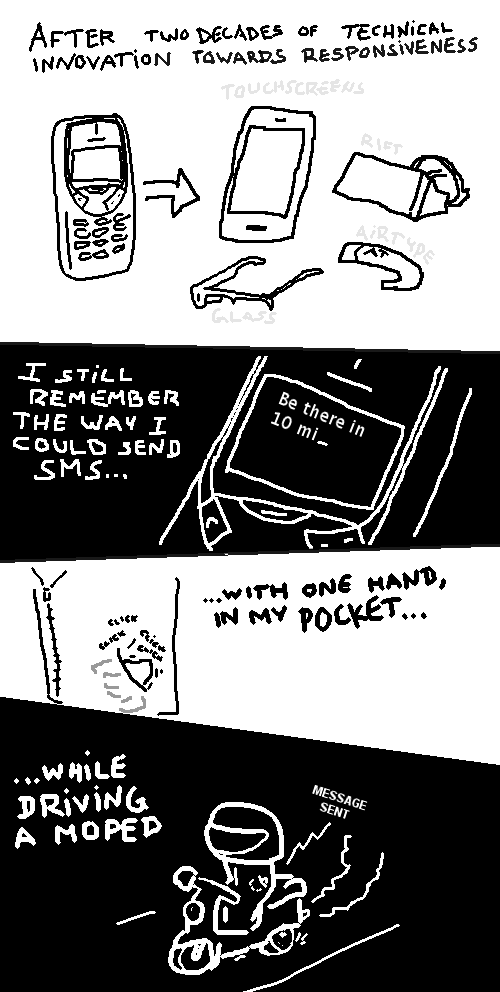 AFTER TWO DECADES OF TECHNICAL
INNOVATION TOWARDS RESPONSIVENESS
TOUCHSCREENS
RIFT
AIRTYPE
AT
GLASS
I STILL
REMEMBER
THE WAY I
COULD SEND
SMS...
Be there in
10 mi_
...WITH ONE HAND,
IN MY POCKET...
CLICK
CLICK
CLICK
CLICK
...WHILE
DRIVING
A MOPED
MESSAGE
SENT